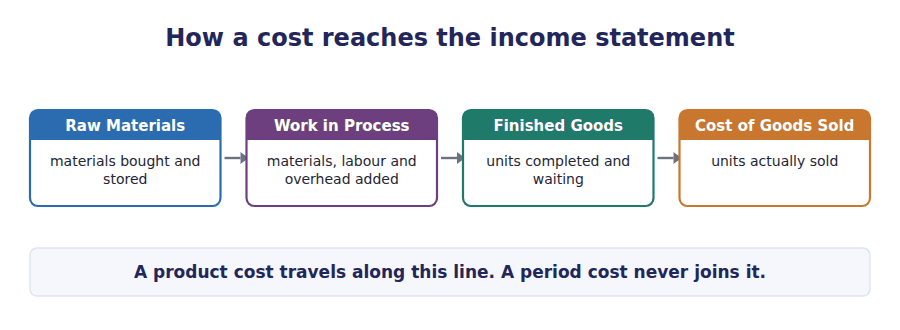 How a cost reaches the income statement
Raw Materials
materials bought and
stored
Work in Process
materials, labour and
overhead added
Finished Goods
units completed and
waiting
Cost of Goods Sold
units actually sold
A product cost travels along this line. A period cost never joins it.